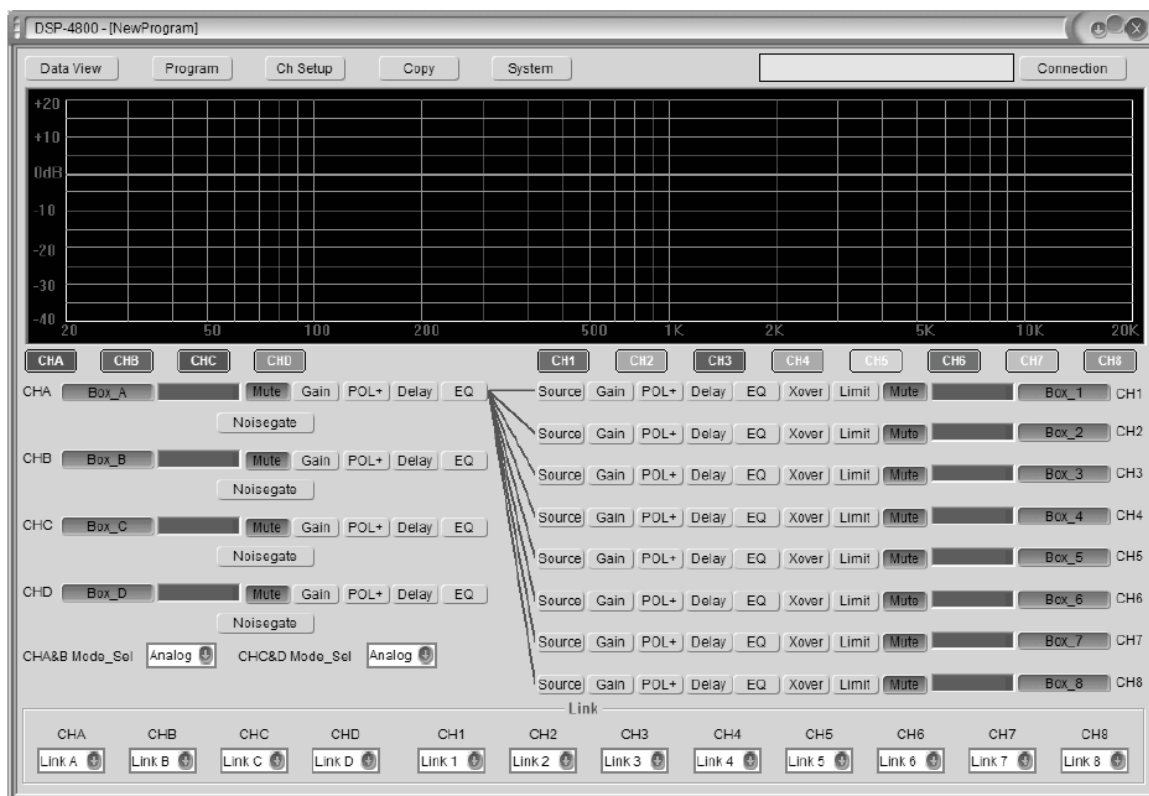 DSP-4800 - [NewProgram]
Data View Program Ch Setup Copy System Connection
+20
+10
0dB
-10
-20
-30
-40
20 50 100 200 500 1K 2K 5K 10K 20K
CHA CHB CHC CHD CH1 CH2 CH3 CH4 CH5 CH6 CH7 CH8
CHA Box_A Mute Gain POL+ Delay EQ Source Gain POL+ Delay EQ Xover Limit Mute Box_1 CH1
Noisegate
Source Gain POL+ Delay EQ Xover Limit Mute Box_2 CH2
CHB Box_B Mute Gain POL+ Delay EQ
Source Gain POL+ Delay EQ Xover Limit Mute Box_3 CH3
Noisegate
CHC Box_C Mute Gain POL+ Delay EQ
Source Gain POL+ Delay EQ Xover Limit Mute Box_4 CH4
Noisegate
Source Gain POL+ Delay EQ Xover Limit Mute Box_5 CH5
CHD Box_D Mute Gain POL+ Delay EQ
Source Gain POL+ Delay EQ Xover Limit Mute Box_6 CH6
Noisegate
Source Gain POL+ Delay EQ Xover Limit Mute Box_7 CH7
CHA&B Mode_Sel Analog CHC&D Mode_Sel Analog
Source Gain POL+ Delay EQ Xover Limit Mute Box_8 CH8
Link
CHA CHB CHC CHD CH1 CH2 CH3 CH4 CH5 CH6 CH7 CH8
Link A Link B Link C Link D Link 1 Link 2 Link 3 Link 4 Link 5 Link 6 Link 7 Link 8